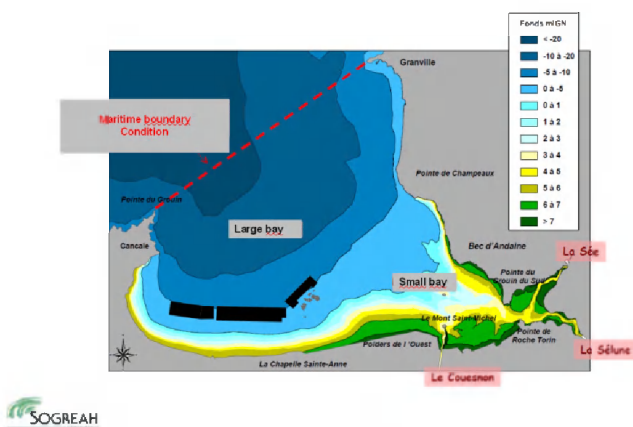 Fonds mIGN
< -20
-10 à -20
-5 à -10
0 à -5
0 à 1
1 à 2
2 à 3
3 à 4
4 à 5
5 à 6
6 à 7
> 7
Granville
Maritime boundary
Condition
Pointe de Champeaux
Pointe du Grouin
Large bay
Cancale
Bec d'Andaine
La Sée
Pointe du
Grouin du Sud
Small bay
Le Mont Saint-Michel
Pointe de
Roche Torin
La Sélune
Polders de l'Ouest
La Chapelle Sainte-Anne
Le Couesnon
SOGREAH